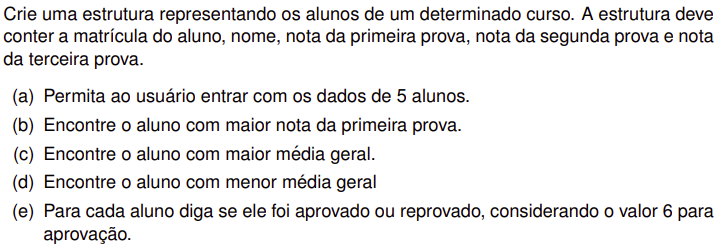 Crie uma estrutura representando os alunos de um determinado curso. A estrutura deve
conter a matrícula do aluno, nome, nota da primeira prova, nota da segunda prova e nota
da terceira prova.
(a) Permita ao usuário entrar com os dados de 5 alunos.
(b) Encontre o aluno com maior nota da primeira prova.
(c) Encontre o aluno com maior média geral.
(d) Encontre o aluno com menor média geral
(e) Para cada aluno diga se ele foi aprovado ou reprovado, considerando o valor 6 para
aprovação.